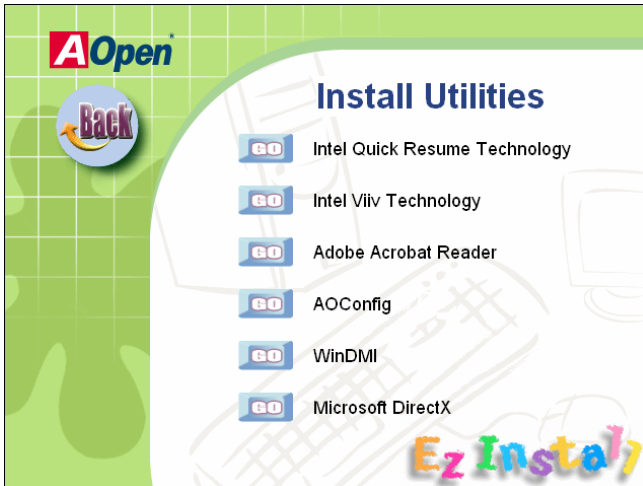 AOpen
Back
Install Utilities
GO Intel Quick Resume Technology
GO Intel Viiv Technology
GO Adobe Acrobat Reader
GO AOConfig
GO WinDMI
GO Microsoft DirectX
Ez Install